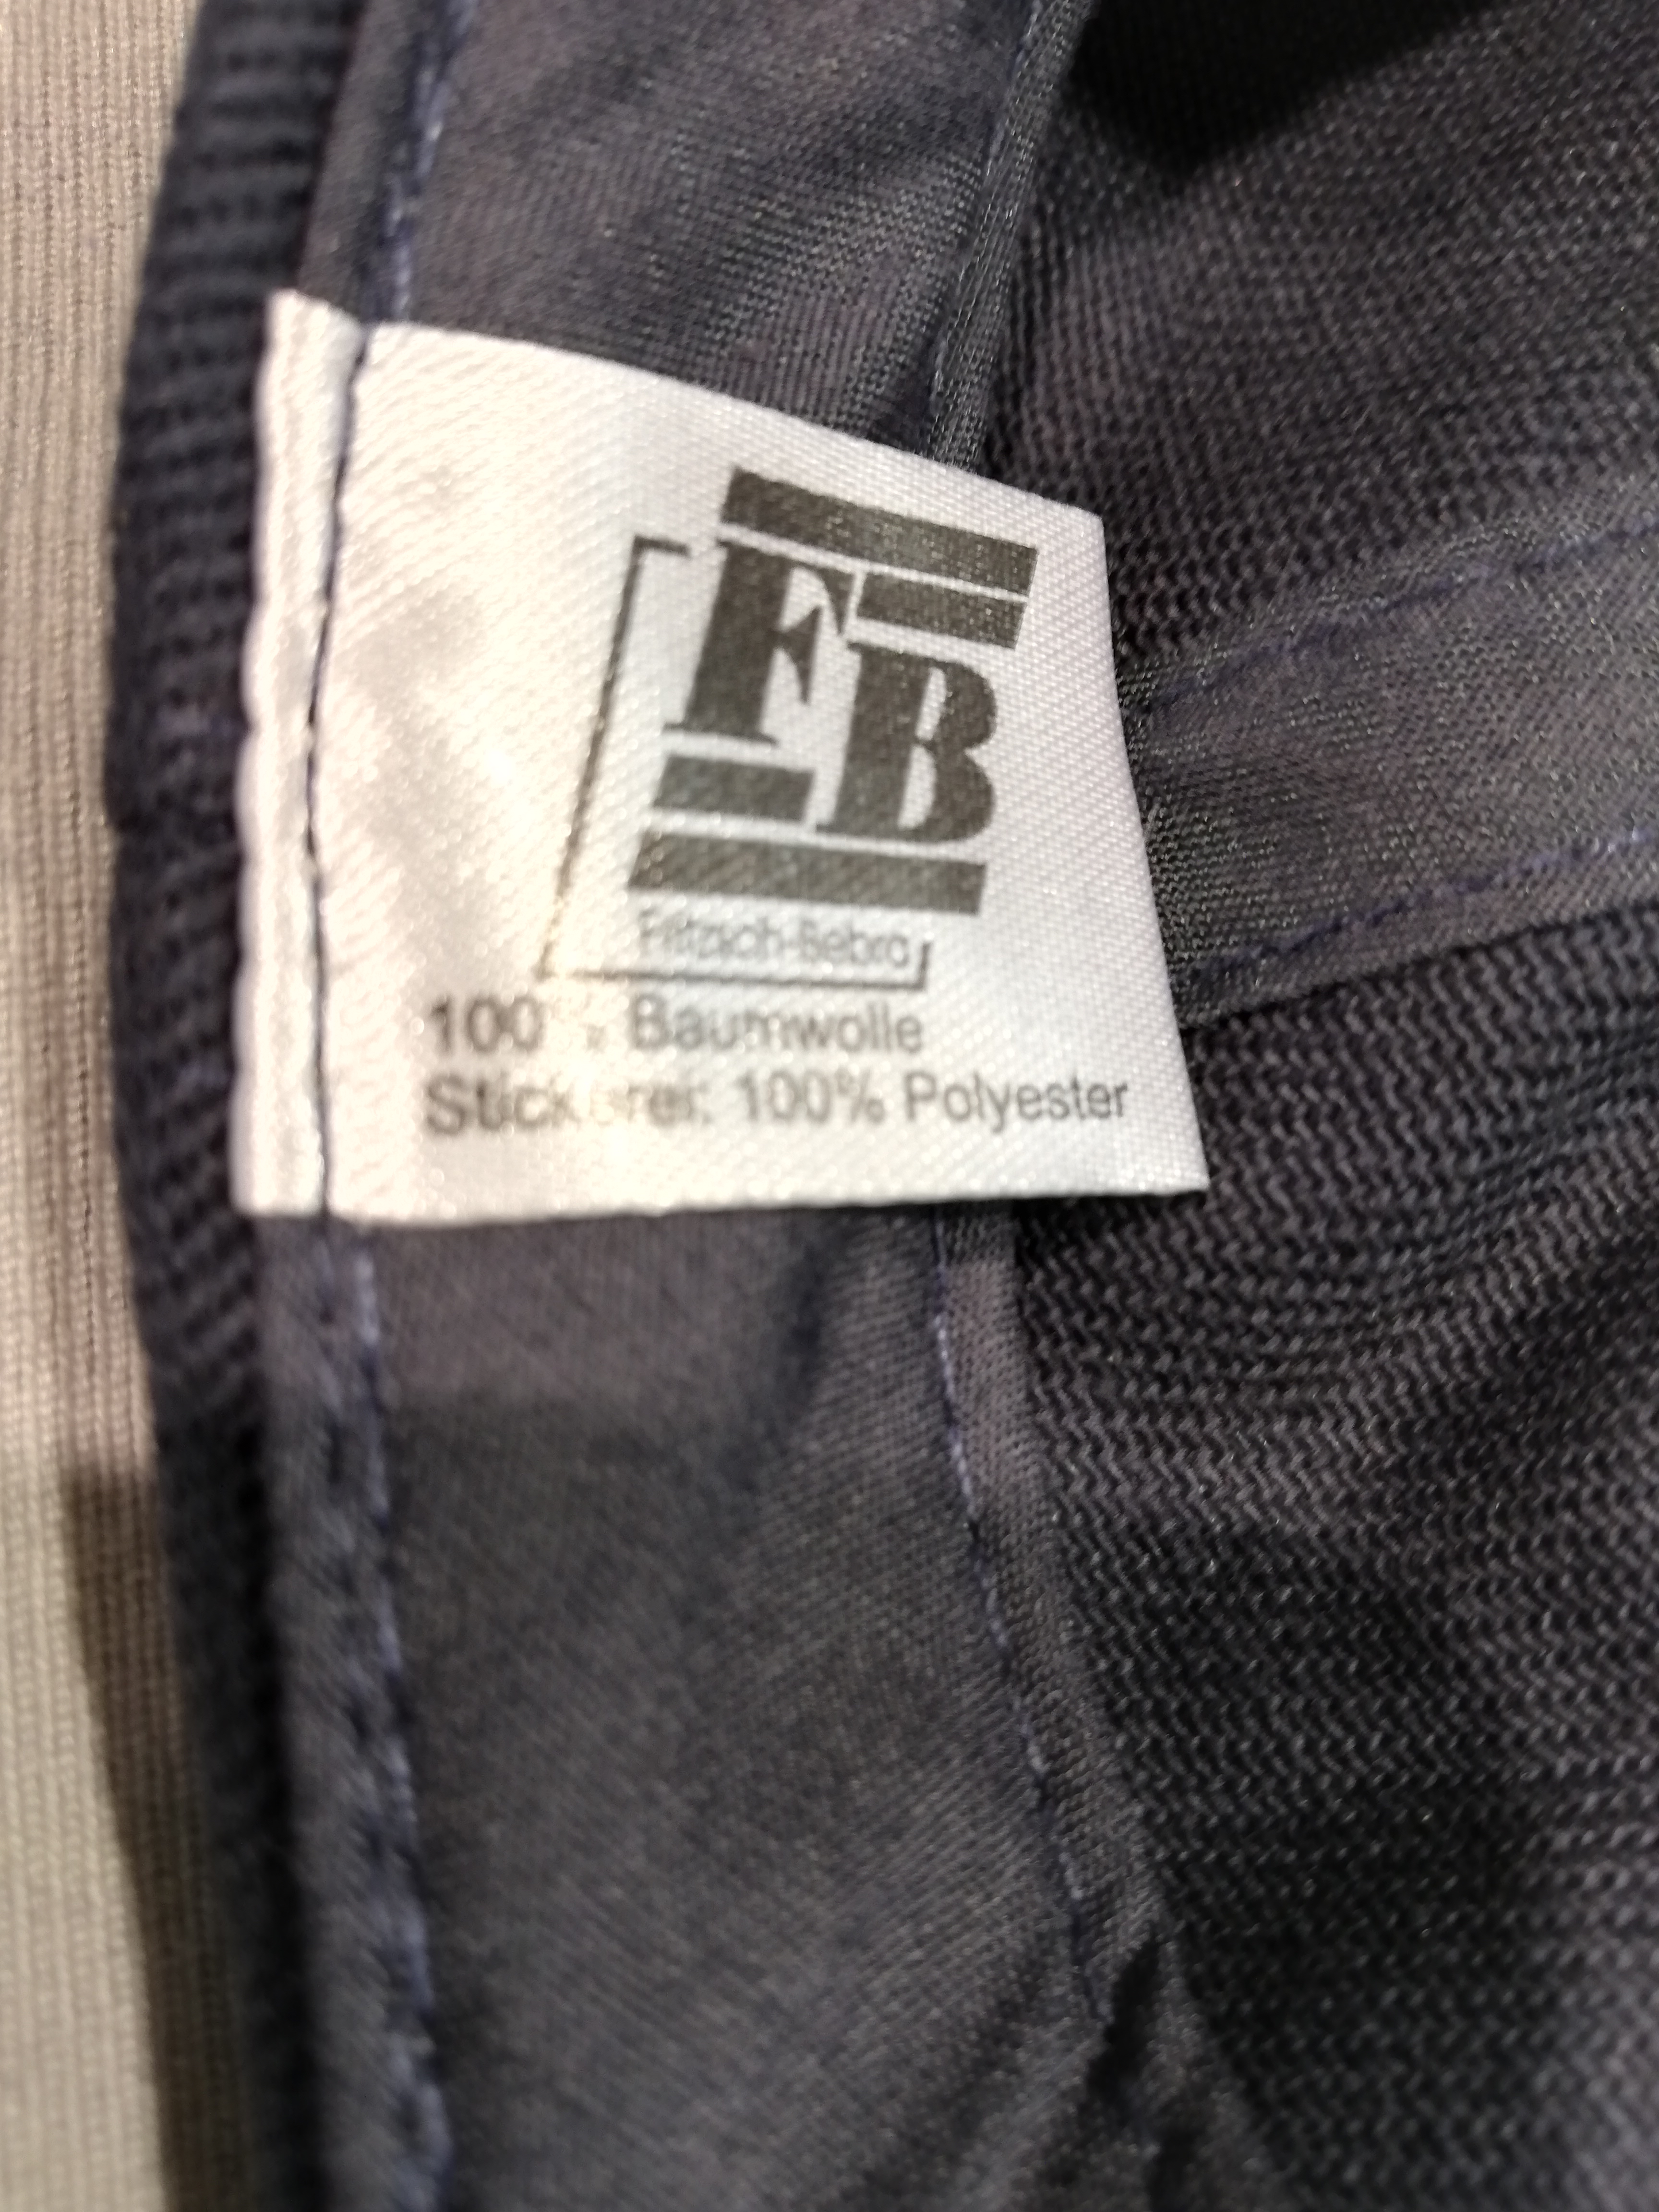 FB
Fritzsch-Bebra
100% Baumwolle
Stickerei: 100% Polyester